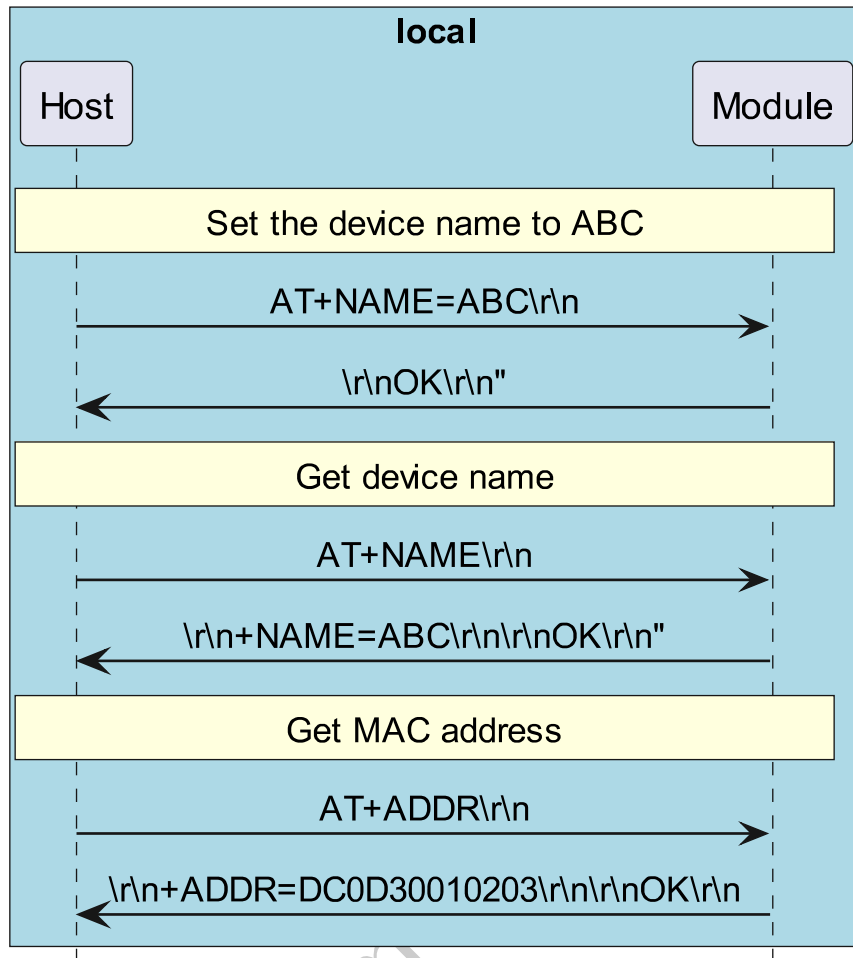 local
Host
Module
Set the device name to ABC
AT+NAME=ABC\r\n
\r\nOK\r\n"
Get device name
AT+NAME\r\n
\r\n+NAME=ABC\r\n\r\nOK\r\n"
Get MAC address
AT+ADDR\r\n
\r\n+ADDR=DC0D30010203\r\n\r\nOK\r\n